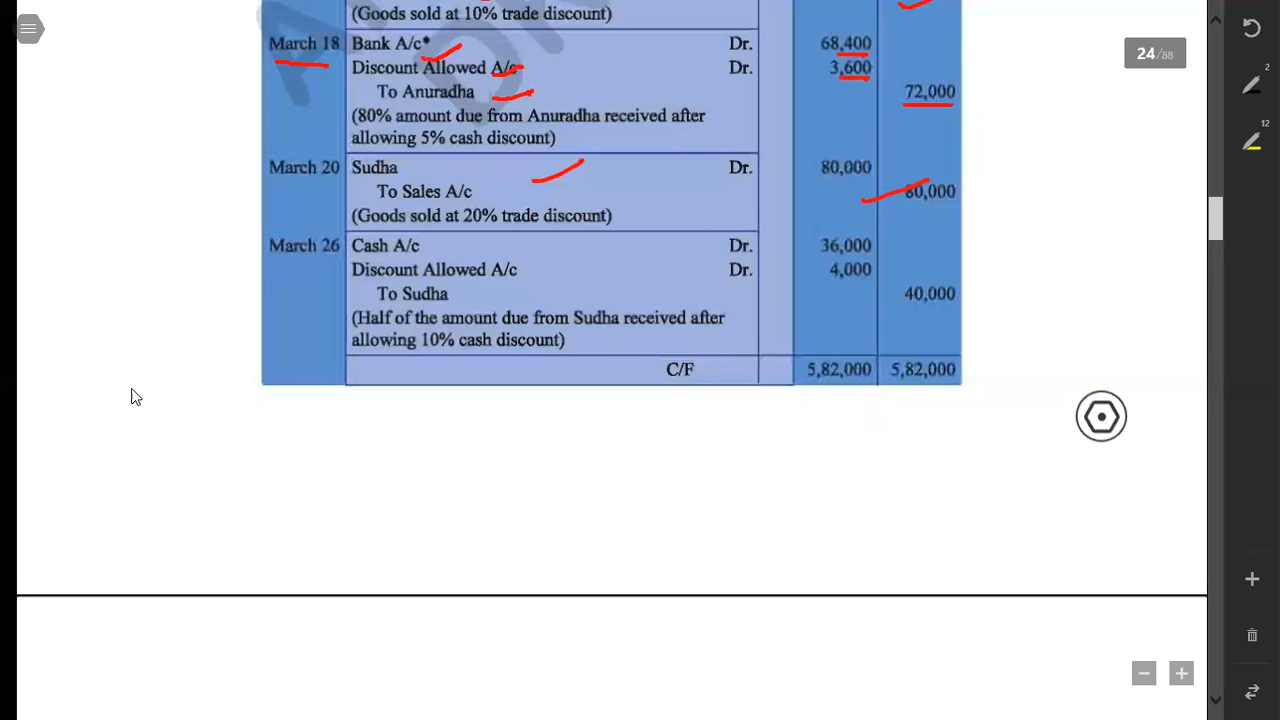 (Goods sold at 10% trade discount)
March 18 Bank A/c* Dr. 68,400
Discount Allowed A/c Dr. 3,600
To Anuradha 72,000
(80% amount due from Anuradha received after
allowing 5% cash discount)
March 20 Sudha Dr. 80,000
To Sales A/c 80,000
(Goods sold at 20% trade discount)
March 26 Cash A/c Dr. 36,000
Discount Allowed A/c Dr. 4,000
To Sudha 40,000
(Half of the amount due from Sudha received after
allowing 10% cash discount)
C/F 5,82,000 5,82,000
24/88
2
12